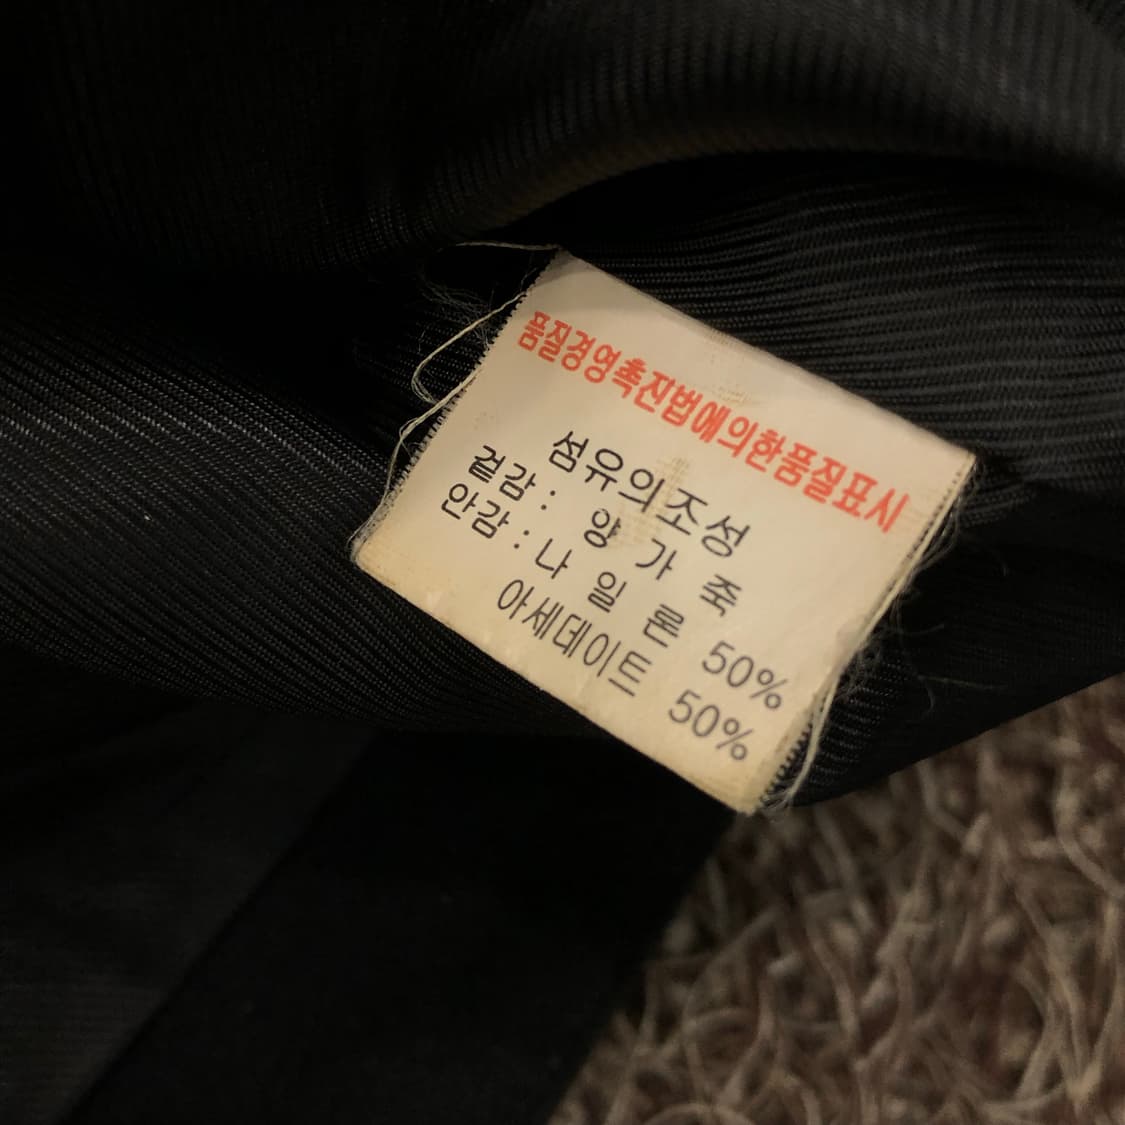 품질경영촉진법에의한품질표시
섬유의조성
겉감 : 양 가 죽
안감 : 나 일 론 50%
아세데이트 50%